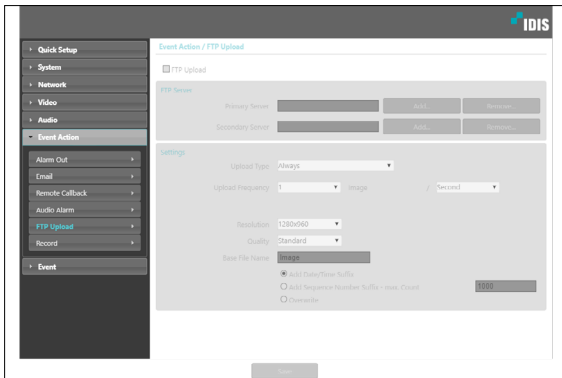 IDIS
Quick Setup
System
Network
Video
Audio
Event Action
Alarm Out
Email
Remote Callback
Audio Alarm
FTP Upload
Record
Event
Event Action / FTP Upload
FTP Upload
FTP Server
Primary Server Add... Remove...
Secondary Server Add... Remove...
Settings
Upload Type Always
Upload Frequency 1 Image / Second
Resolution 1280x960
Quality Standard
Base File Name Image
Add Date/Time Suffix
Add Sequence Number Suffix - max. Count 1000
Overwrite
Save